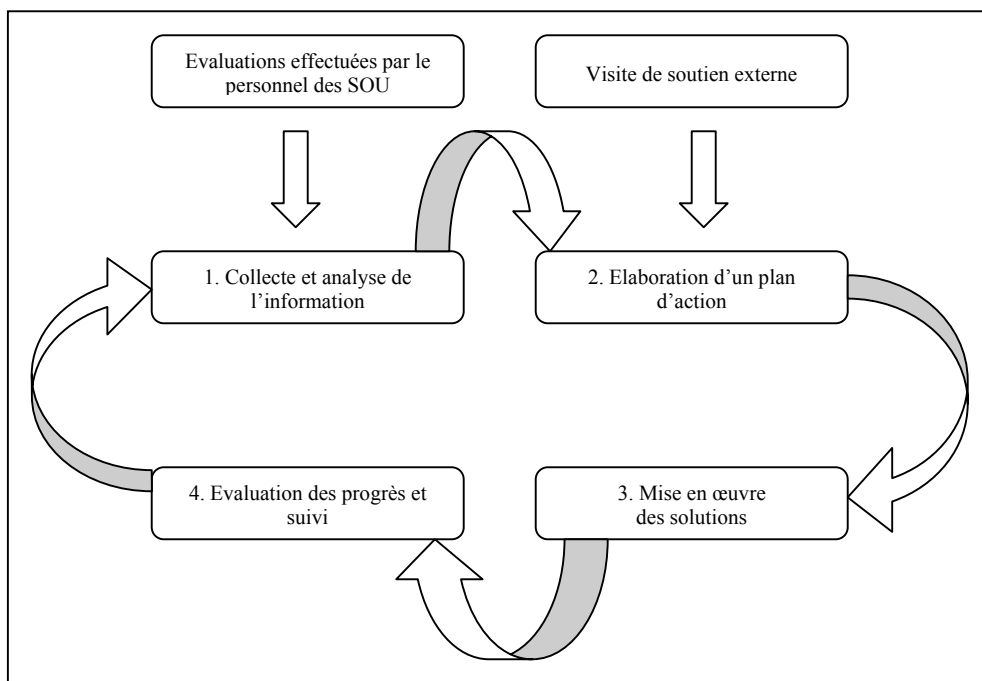 Evaluations effectuées par le
personnel des SOU
Visite de soutien externe
1. Collecte et analyse de
l’information
2. Elaboration d’un plan
d’action
4. Evaluation des progrès et
suivi
3. Mise en œuvre
des solutions